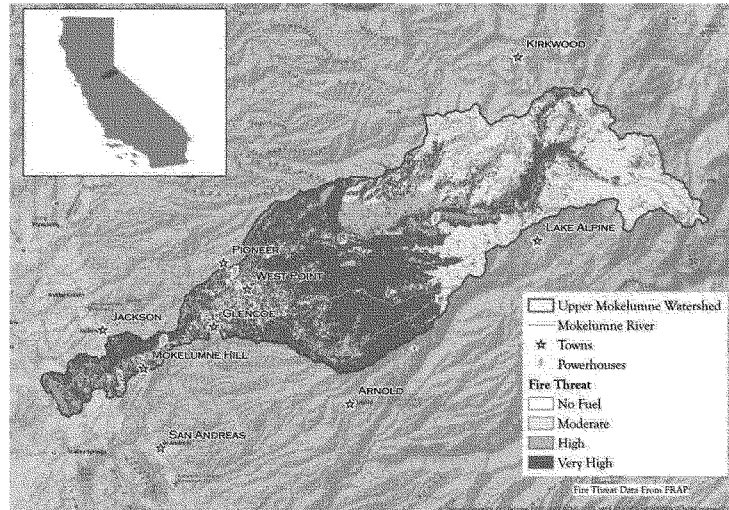 KIRKWOOD
LAKE ALPINE
PIONEER
WEST POINT
GLENCOE
JACKSON
MOKELUMNE HILL
ARNOLD
SAN ANDREAS
Upper Mokelumne Watershed
Mokelumne River
Towns
Powerhouses
Fire Threat
No Fuel
Moderate
High
Very High
Fire Threat Data From FRAP